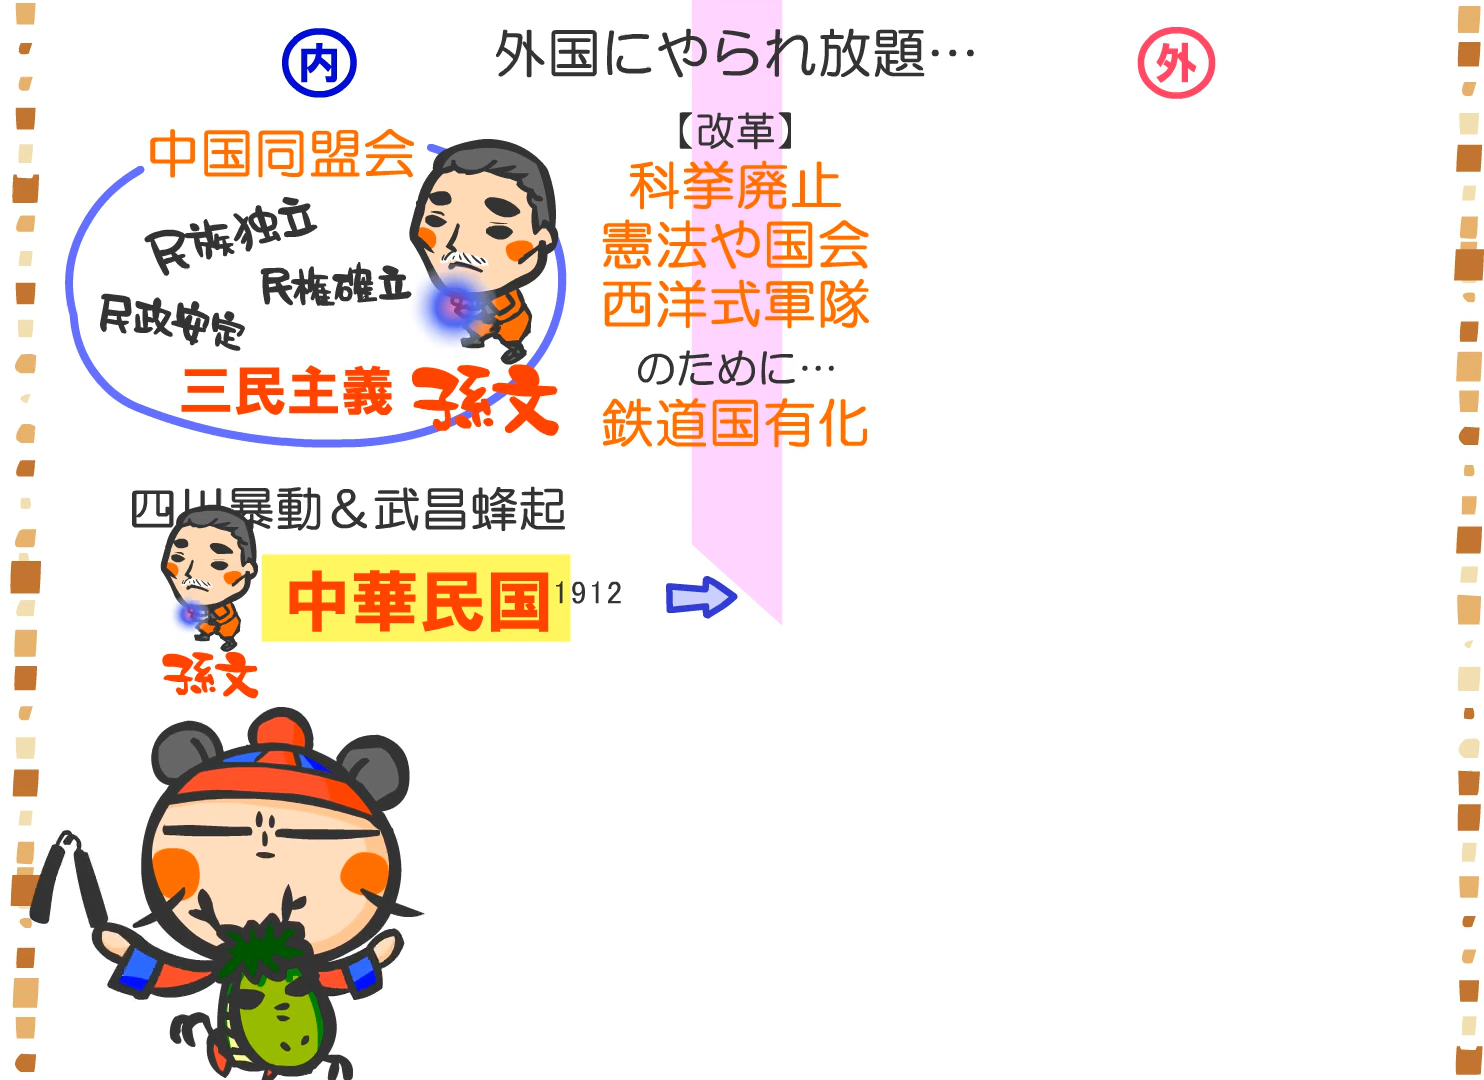 内
外国にやられ放題…
外
中国同盟会
民族独立
民権確立
民政安定
三民主義 孫文
【改革】
科挙廃止
憲法や国会
西洋式軍隊
のために…
鉄道国有化
四川暴動＆武昌蜂起
中華民国 1912
孫文